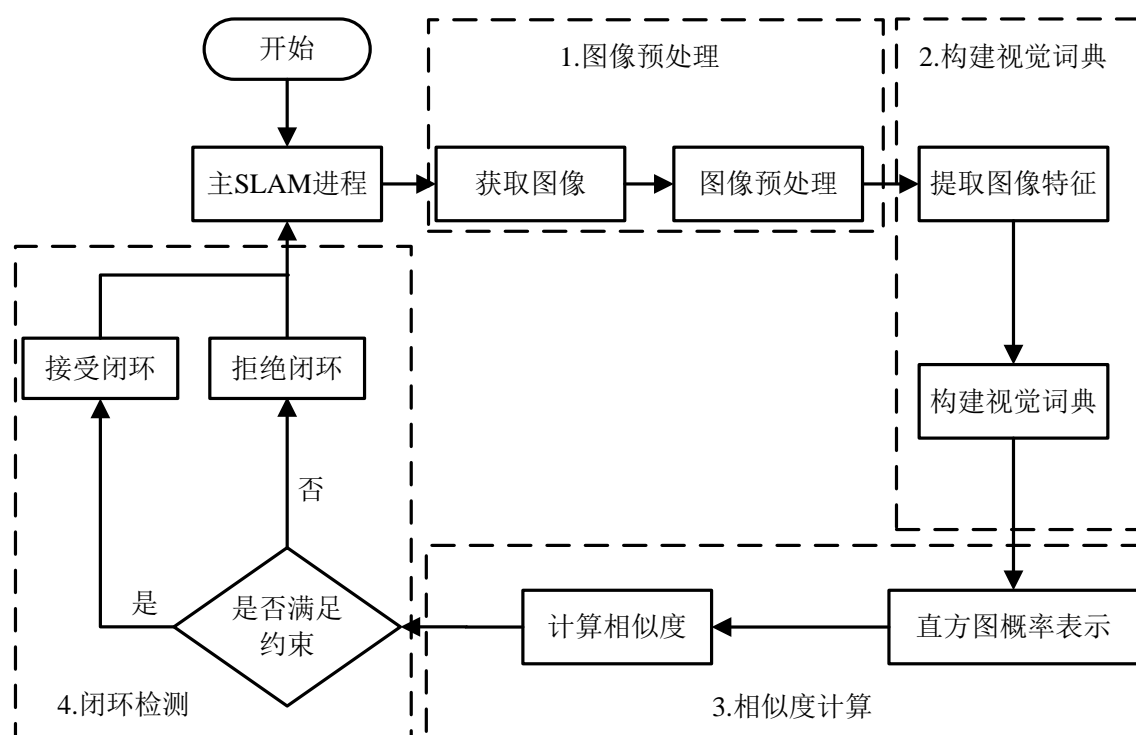 开始
1.图像预处理
2.构建视觉词典
主SLAM进程
获取图像
图像预处理
提取图像特征
接受闭环
拒绝闭环
构建视觉词典
否
是
是否满足
约束
计算相似度
直方图概率表示
4.闭环检测
3.相似度计算